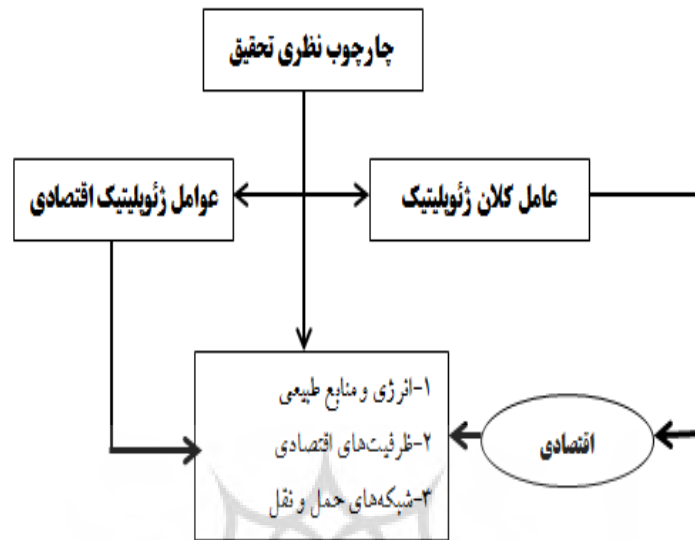 چارچوب نظری تحقیق
عامل کلان ژئوپلیتیک
عوامل ژئوپلیتیک اقتصادی
۱-انرژی و منابع طبیعی
۲-ظرفیت‌های اقتصادی
۳-شبکه‌های حمل و نقل
اقتصادی